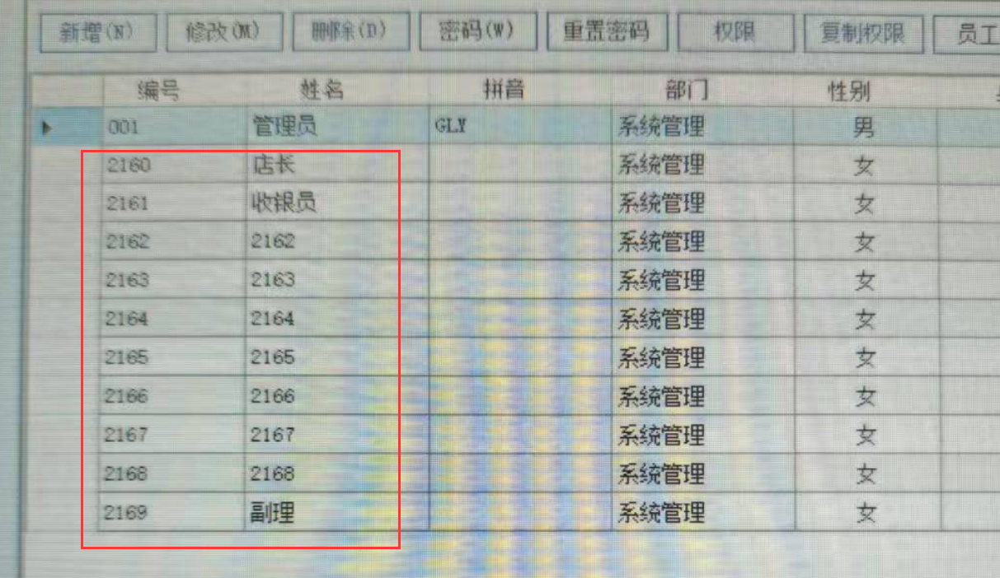 新增(N) 修改(M) 删除(D) 密码(W) 重置密码 权限 复制权限 员工
编号 姓名 拼音 部门 性别
001 管理员 GLY 系统管理 男
2160 店长 系统管理 女
2161 收银员 系统管理 女
2162 2162 系统管理 女
2163 2163 系统管理 女
2164 2164 系统管理 女
2165 2165 系统管理 女
2166 2166 系统管理 女
2167 2167 系统管理 女
2168 2168 系统管理 女
2169 副理 系统管理 女